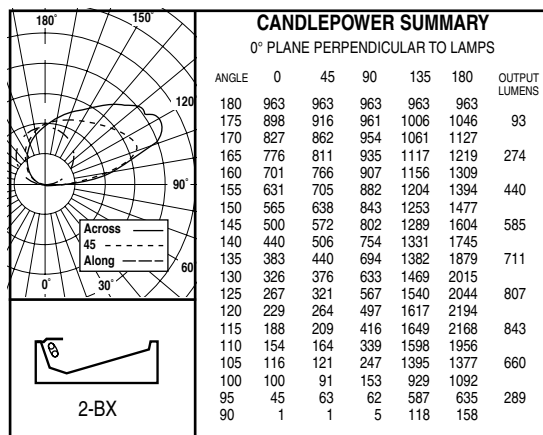 180° 150°
120
90°
60
0° 30°
Across
45
Along
2-BX
CANDLEPOWER SUMMARY
0° PLANE PERPENDICULAR TO LAMPS
ANGLE 0 45 90 135 180 OUTPUT LUMENS
180 963 963 963 963 963
175 898 916 961 1006 1046 93
170 827 862 954 1061 1127
165 776 811 935 1117 1219 274
160 701 766 907 1156 1309
155 631 705 882 1204 1394 440
150 565 638 843 1253 1477
145 500 572 802 1289 1604 585
140 440 506 754 1331 1745
135 383 440 694 1382 1879 711
130 326 376 633 1469 2015
125 267 321 567 1540 2044 807
120 229 264 497 1617 2194
115 188 209 416 1649 2168 843
110 154 164 339 1598 1956
105 116 121 247 1395 1377 660
100 100 91 153 929 1092
95 45 63 62 587 635 289
90 1 1 5 118 158